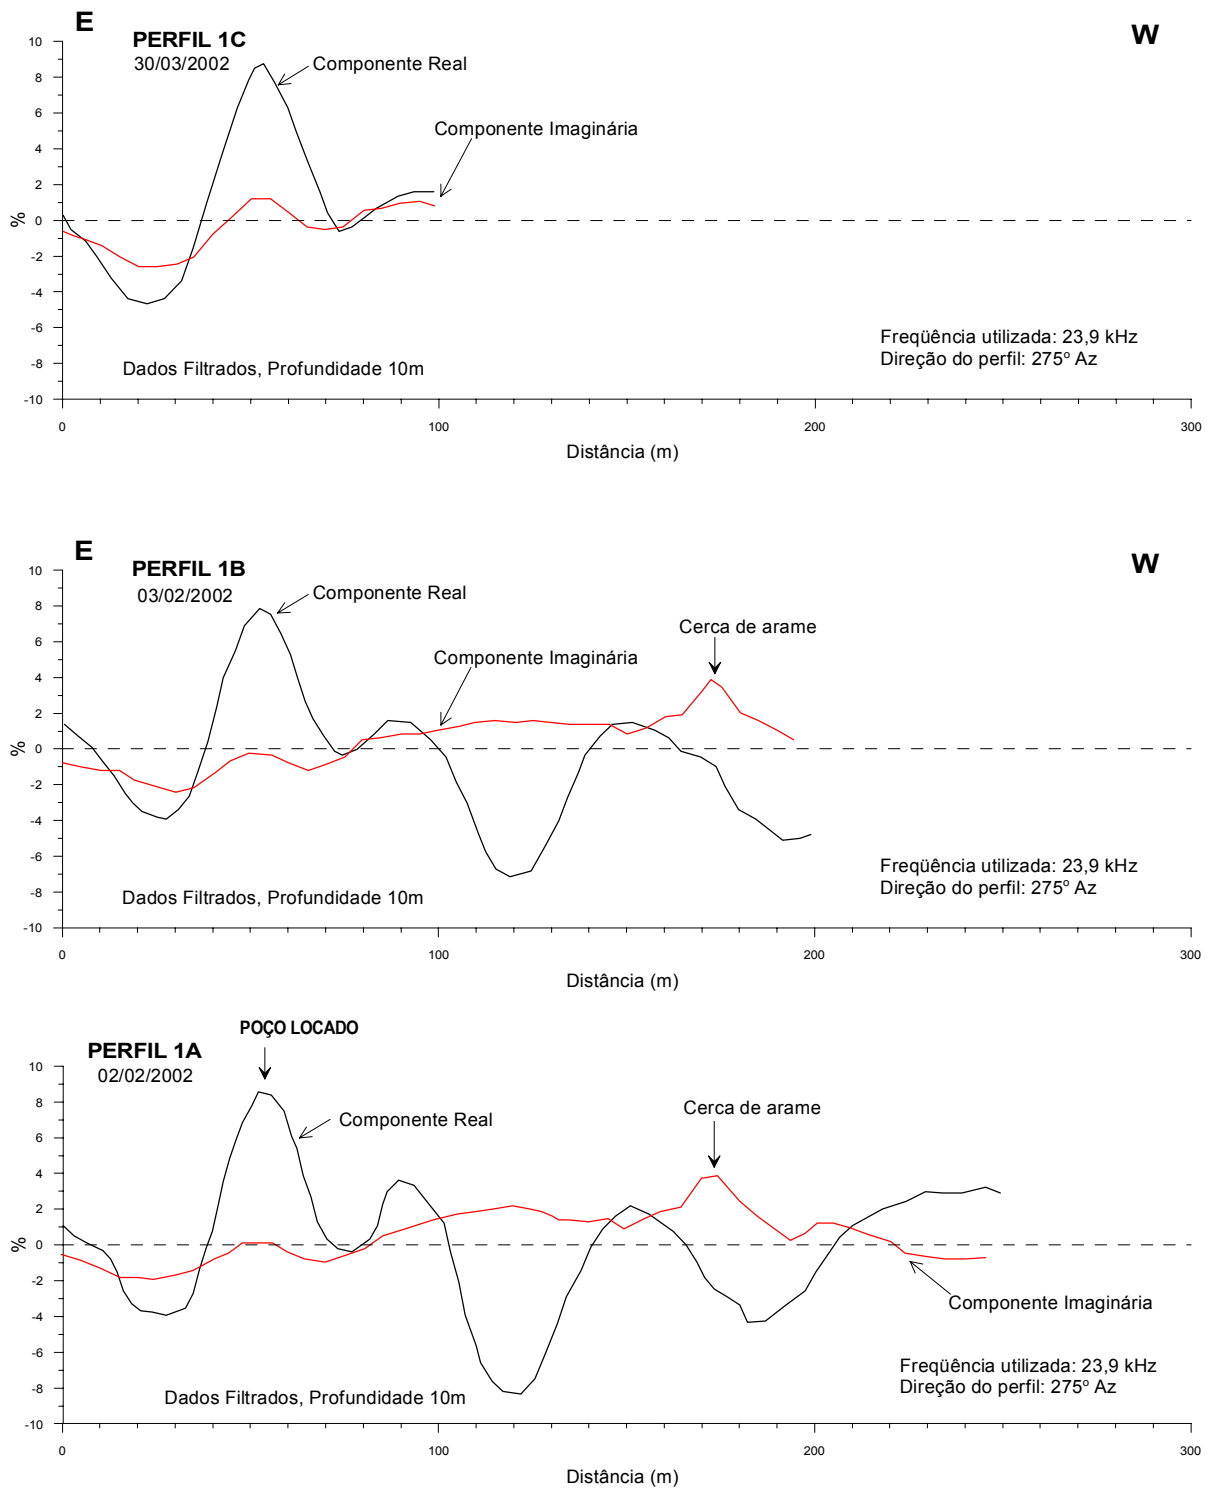 E
W
PERFIL 1C
30/03/2002
Componente Real
Componente Imaginária
10
8
6
4
2
0
-2
-4
-6
-8
-10
%
Freqüência utilizada: 23,9 kHz
Direção do perfil: 275º Az
Dados Filtrados, Profundidade 10m
0 100 200 300
Distância (m)
E
W
PERFIL 1B
03/02/2002
Componente Real
Cerca de arame
Componente Imaginária
10
8
6
4
2
0
-2
-4
-6
-8
-10
%
Freqüência utilizada: 23,9 kHz
Direção do perfil: 275º Az
Dados Filtrados, Profundidade 10m
0 100 200 300
Distância (m)
POÇO LOCADO
PERFIL 1A
02/02/2002
Cerca de arame
Componente Real
10
8
6
4
2
0
-2
-4
-6
-8
-10
%
Componente Imaginária
Freqüência utilizada: 23,9 kHz
Direção do perfil: 275º Az
Dados Filtrados, Profundidade 10m
0 100 200 300
Distância (m)